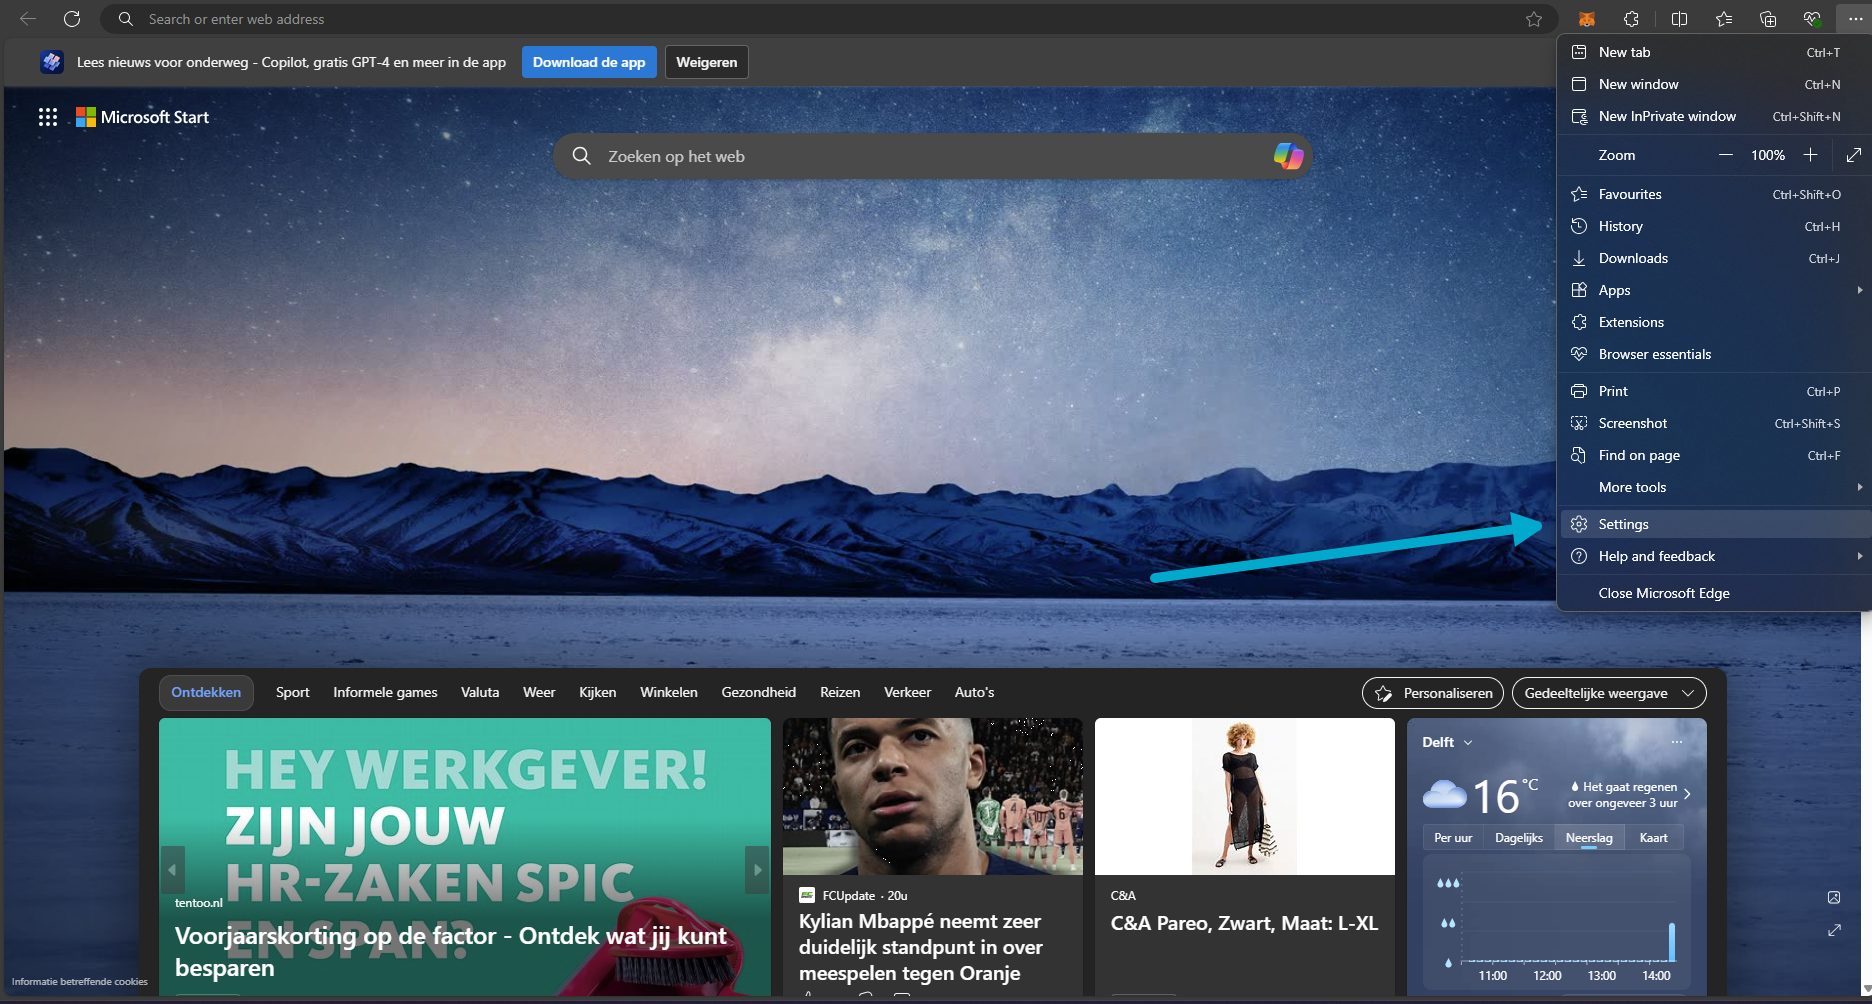 Search or enter web address
Lees nieuws voor onderweg - Copilot, gratis GPT-4 en meer in de app
Download de app
Weigeren
Microsoft Start
Zoeken op het web
New tab Ctrl+T
New window Ctrl+N
New InPrivate window Ctrl+Shift+N
Zoom — 100% +
Favourites Ctrl+Shift+O
History Ctrl+H
Downloads Ctrl+J
Apps
Extensions
Browser essentials
Print Ctrl+P
Screenshot Ctrl+Shift+S
Find on page Ctrl+F
More tools
Settings
Help and feedback
Close Microsoft Edge
Ontdekken Sport Informele games Valuta Weer Kijken Winkelen Gezondheid Reizen Verkeer Auto's
Personaliseren
Gedeeltelijke weergave
HEY WERKGEVER!
ZIJN JOUW
HR-ZAKEN SPIC
EN SPAN?
tentoo.nl
Voorjaarskorting op de factor - Ontdek wat jij kunt
besparen
FCUpdate · 20u
Kylian Mbappé neemt zeer
duidelijk standpunt in over
meespelen tegen Oranje
C&A
C&A Pareo, Zwart, Maat: L-XL
Delft
16 °C
Het gaat regenen
over ongeveer 3 uur
Per uur Dagelijks Neerslag Kaart
11:00 12:00 13:00 14:00
Informatie betreffende cookies